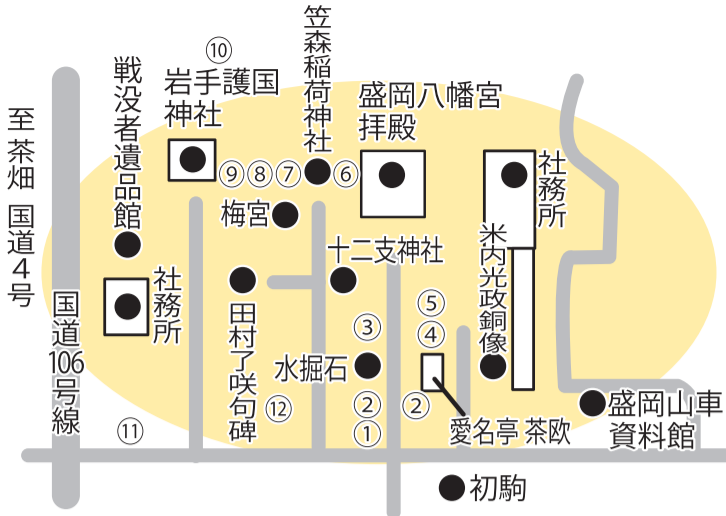 至茶畑 国道4号
国道106号線
戦没者遺品館
社務所
⑪
⑩
岩手護国
神社
⑨⑧⑦
⑥
笠森稲荷神社
梅宮
田村了咲句碑
⑫
盛岡八幡宮
拝殿
十二支神社
③
水掘石
②
①
②
⑤
④
愛名亭 茶欧
社務所
米内光政銅像
盛岡山車
資料館
初駒